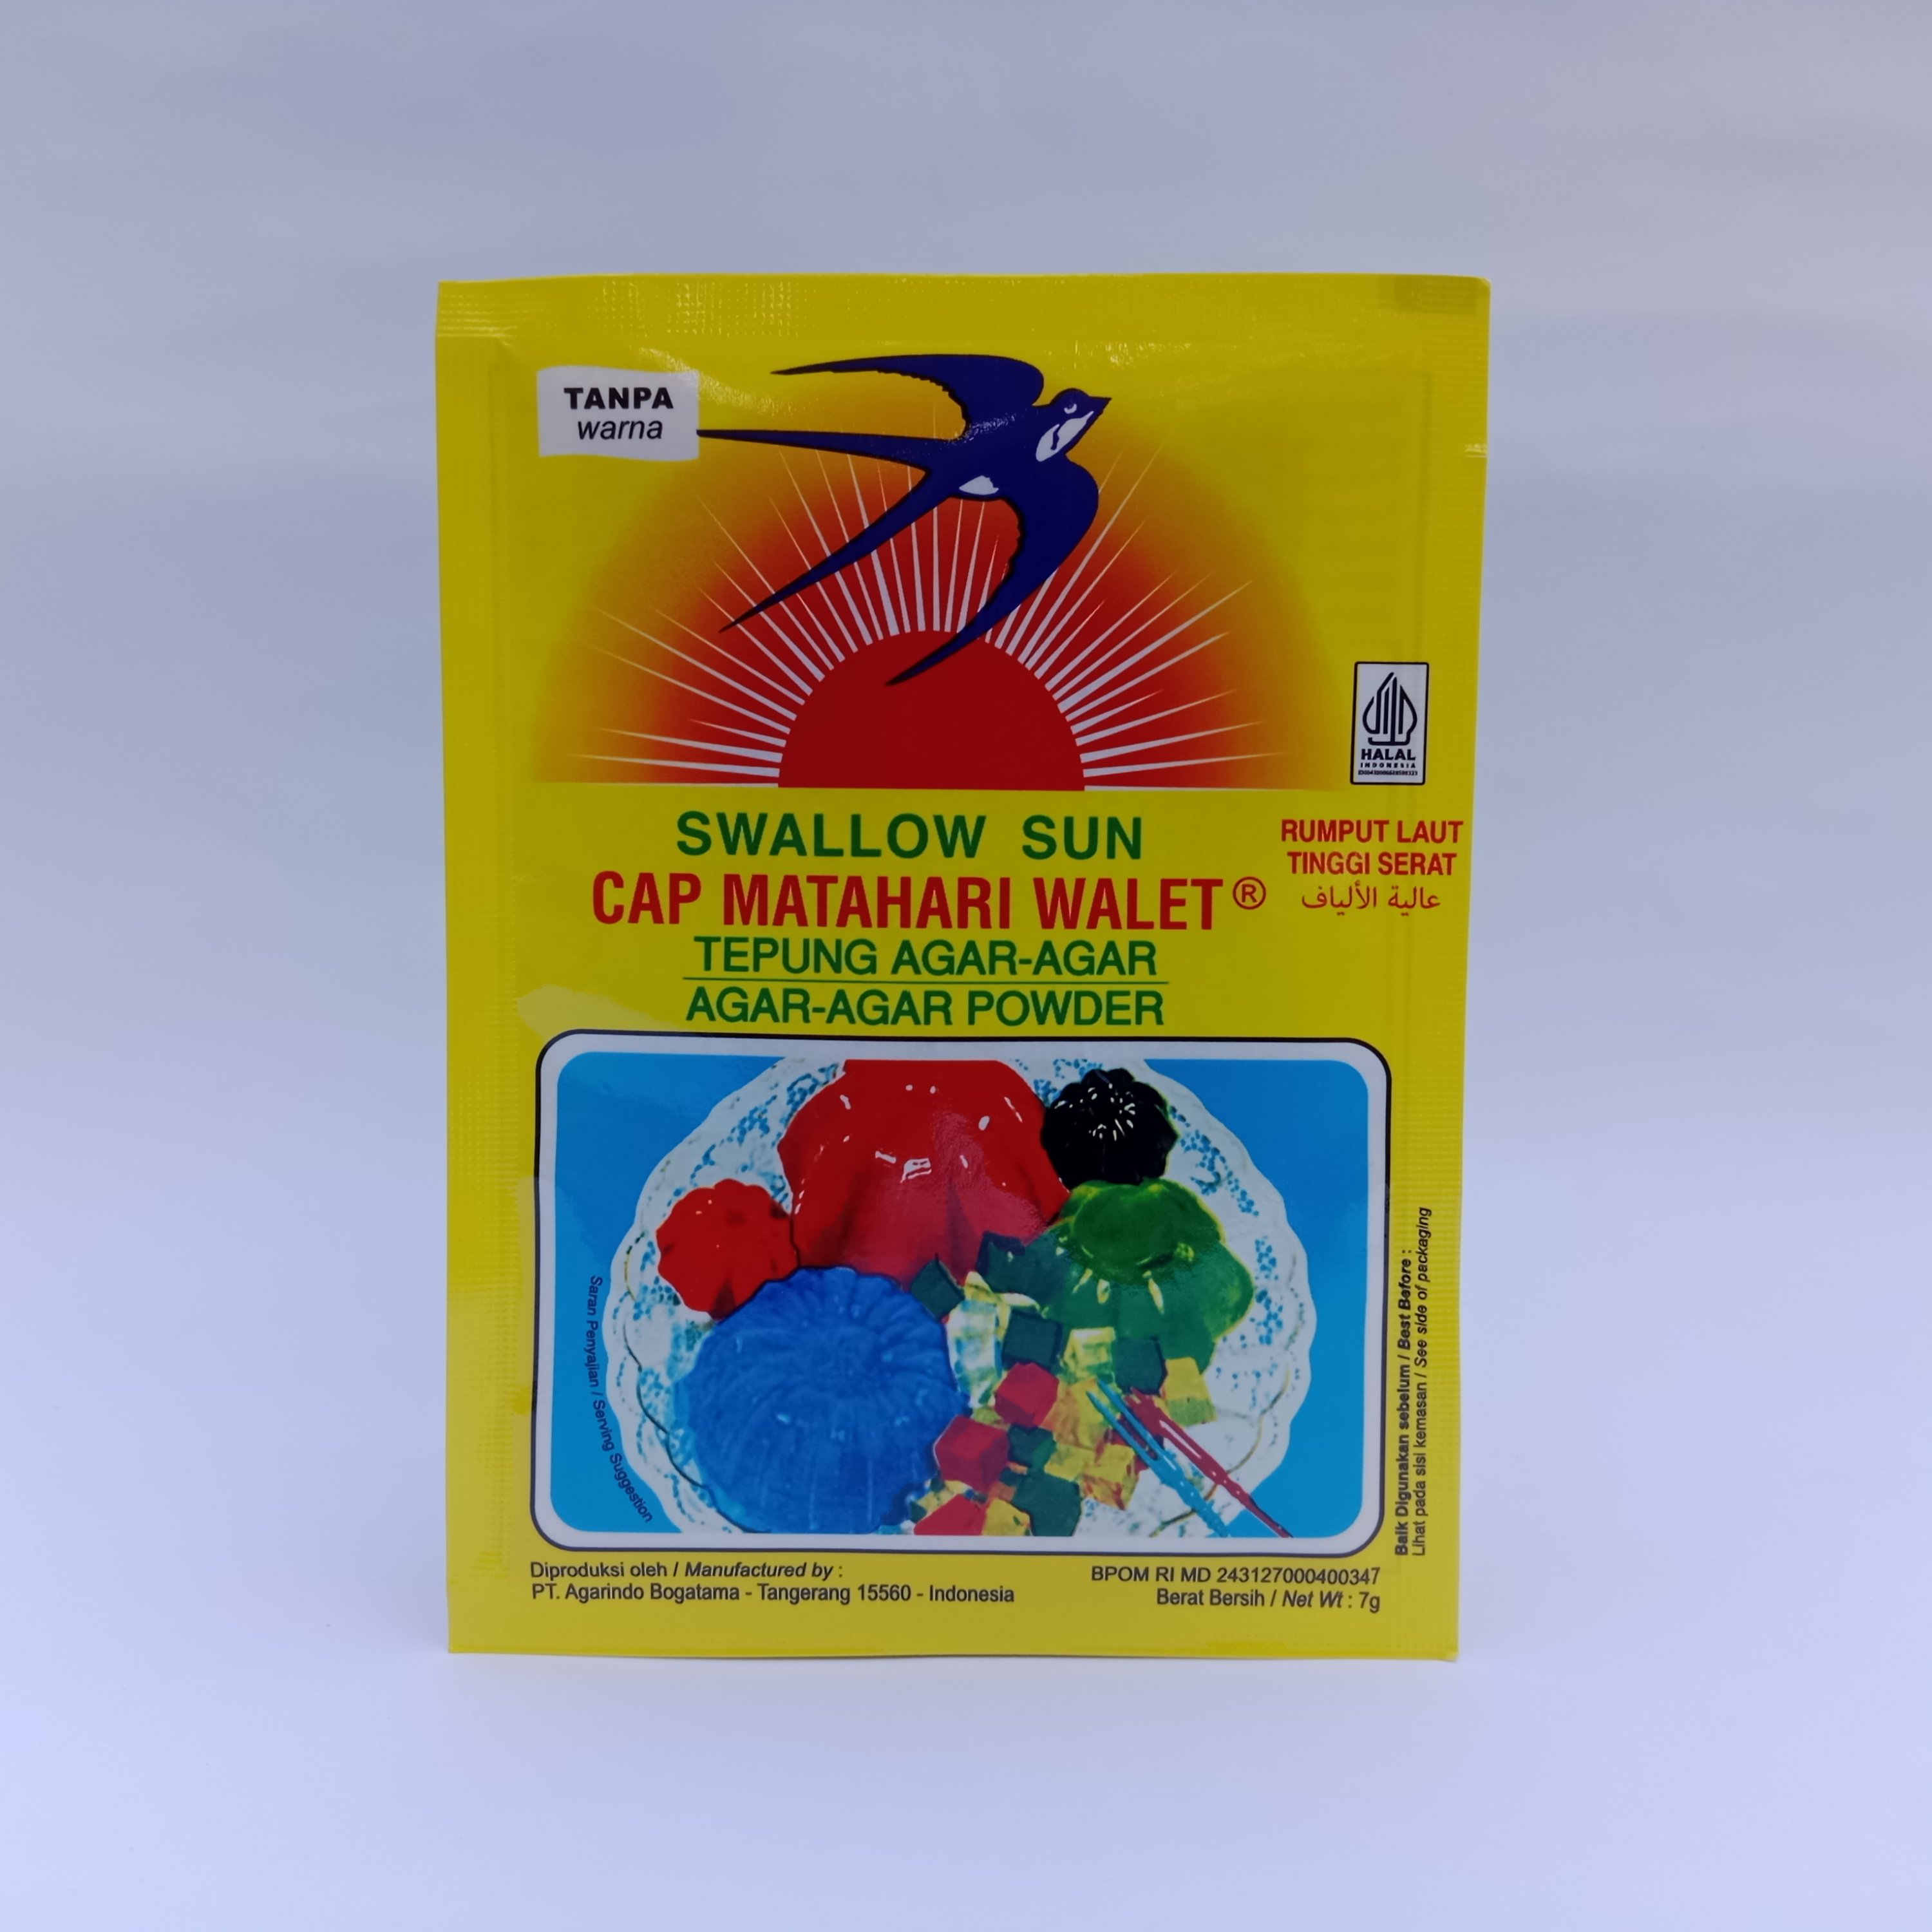 TANPA
warna
HALAL
INDONESIA
SWALLOW SUN
CAP MATAHARI WALET®
TEPUNG AGAR-AGAR
AGAR-AGAR POWDER
RUMPUT LAUT
TINGGI SERAT
عالية الألياف
Saran Penyajian / Serving Suggestion
Baik Digunakan sebelum / Best Before :
Lihat pada sisi kemasan / See side of packaging
Diproduksi oleh / Manufactured by :
PT. Agarindo Bogatama - Tangerang 15560 - Indonesia
BPOM RI MD 243127000400347
Berat Bersih / Net Wt : 7g